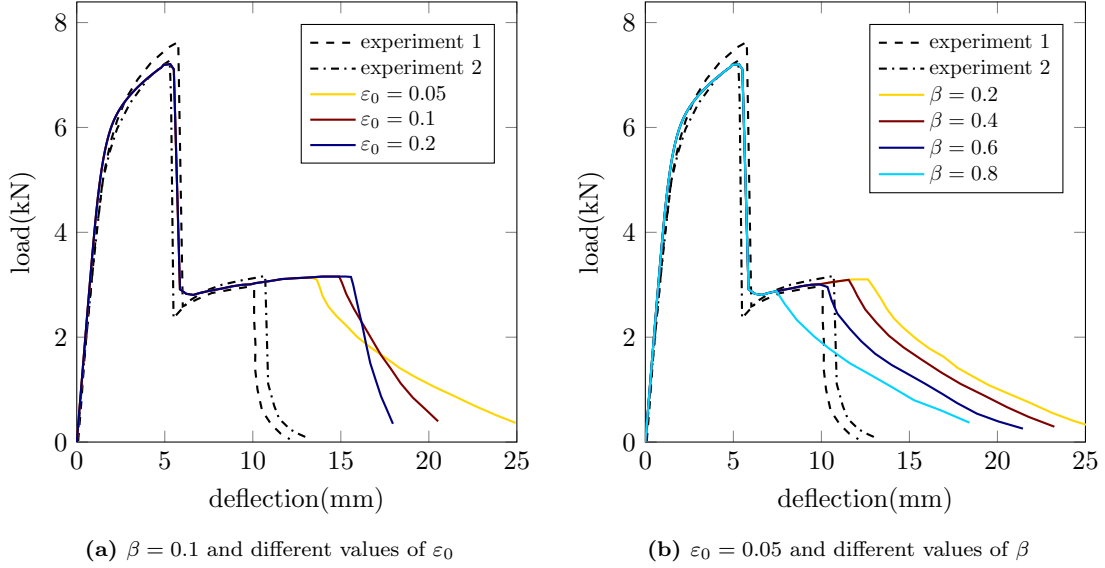 8
6
4
2
0
0
5
10
15
20
25
load(kN)
deflection(mm)
experiment 1
experiment 2
ε₀ = 0.05
ε₀ = 0.1
ε₀ = 0.2
(a) β = 0.1 and different values of ε₀
8
6
4
2
0
0
5
10
15
20
25
load(kN)
deflection(mm)
experiment 1
experiment 2
β = 0.2
β = 0.4
β = 0.6
β = 0.8
(b) ε₀ = 0.05 and different values of β